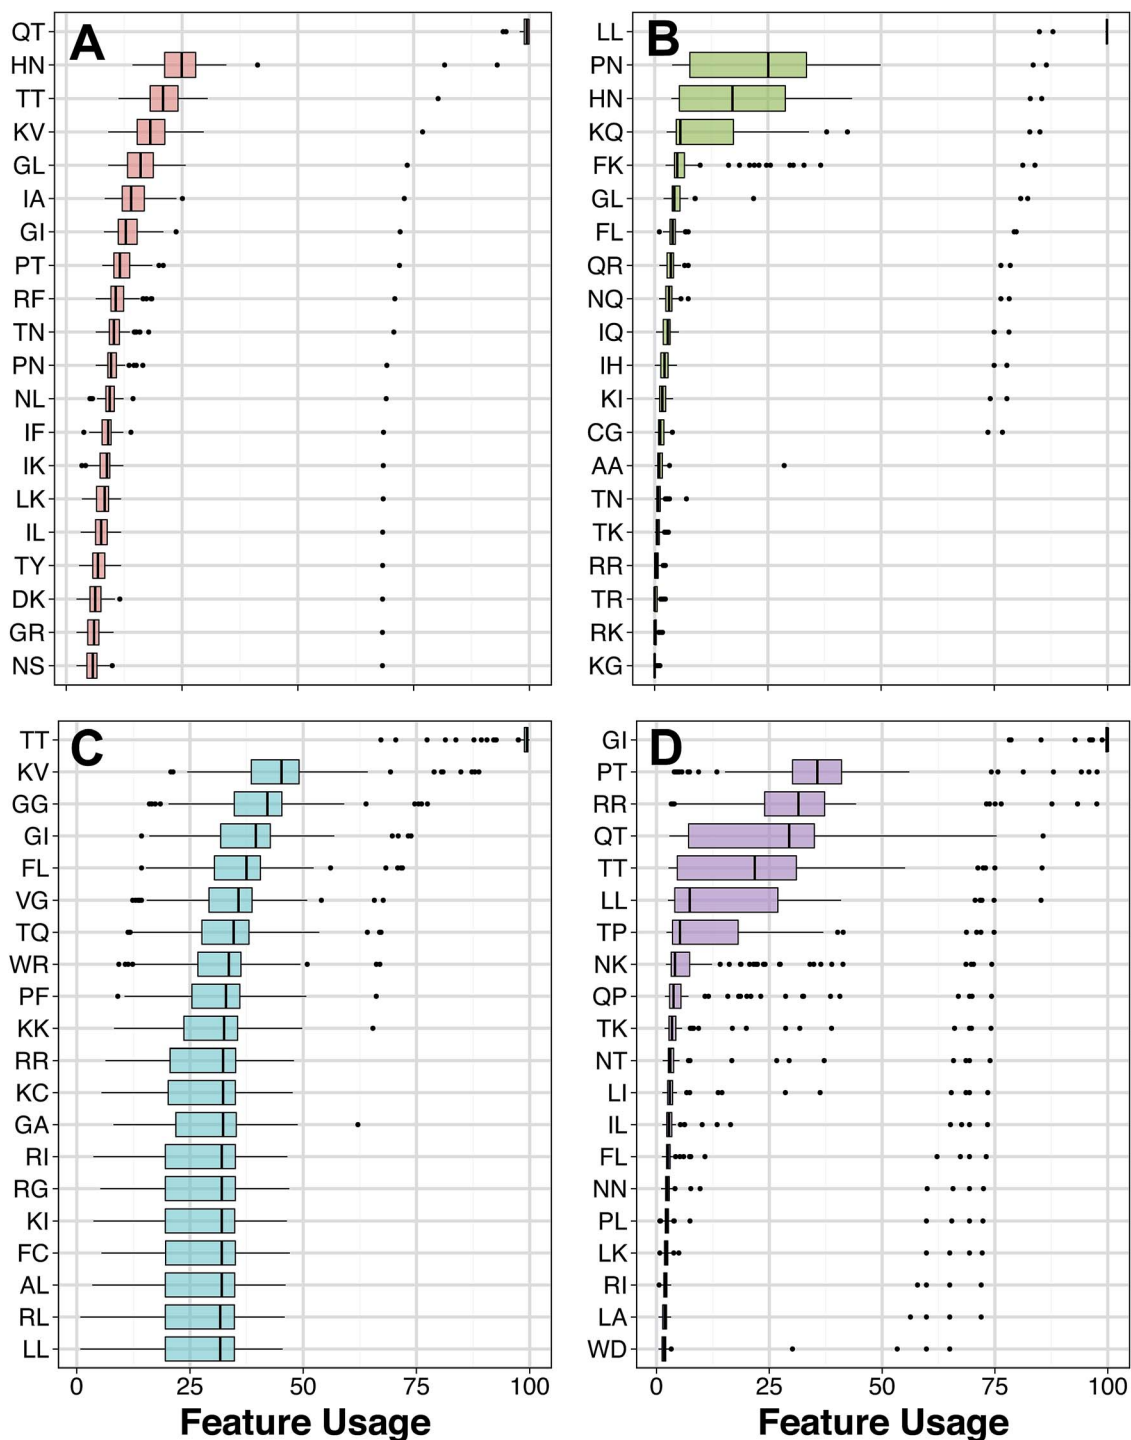 A
QT
HN
TT
KV
GL
IA
GI
PT
RF
TN
PN
NL
IF
IK
LK
IL
TY
DK
GR
NS
B
LL
PN
HN
KQ
FK
GL
FL
QR
NQ
IQ
IH
KI
CG
AA
TN
TK
RR
TR
RK
KG
C
TT
KV
GG
GI
FL
VG
TQ
WR
PF
KK
RR
KC
GA
RI
RG
KI
FC
AL
RL
LL
0 25 50 75 100
Feature Usage
D
GI
PT
RR
QT
TT
LL
TP
NK
QP
TK
NT
LI
IL
FL
NN
PL
LK
RI
LA
WD
0 25 50 75 100
Feature Usage